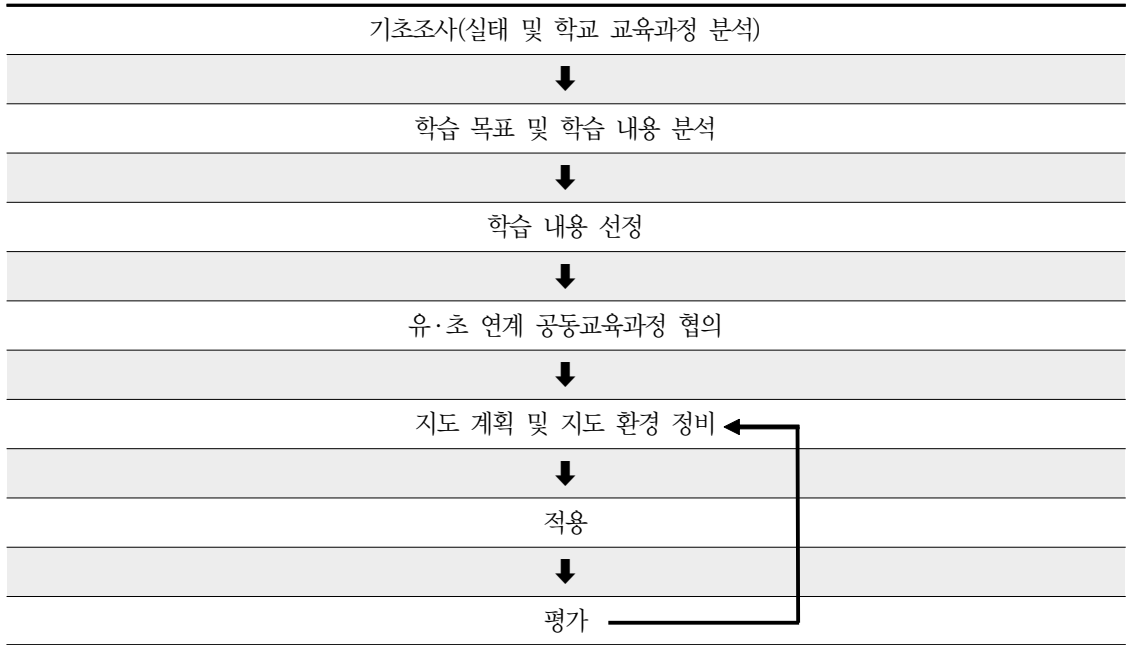 기초조사(실태 및 학교 교육과정 분석)
⬇
학습 목표 및 학습 내용 분석
⬇
학습 내용 선정
⬇
유·초 연계 공동교육과정 협의
⬇
지도 계획 및 지도 환경 정비
⬇
적용
⬇
평가